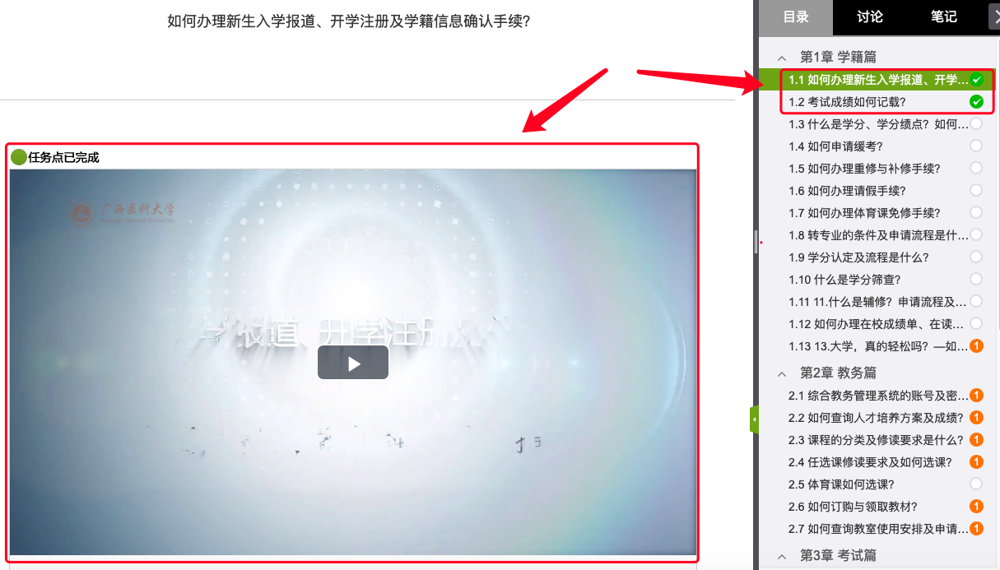 如何办理新生入学报道、开学注册及学籍信息确认手续?
任务点已完成
广西医科大学
Guangxi Medical University
报道、开学注册
目录
讨论
笔记
第1章 学籍篇
1.1 如何办理新生入学报道、开学...
1.2 考试成绩如何记载?
1.3 什么是学分、学分绩点? 如何...
1.4 如何申请缓考?
1.5 如何办理重修与补修手续?
1.6 如何办理请假手续?
1.7 如何办理体育课免修手续?
1.8 转专业的条件及申请流程是什...
1.9 学分认定及流程是什么?
1.10 什么是学分筛查?
1.11 11.什么是辅修? 申请流程及...
1.12 如何办理在校成绩单、在读...
1.13 13.大学，真的轻松吗? —如... 1
第2章 教务篇
2.1 综合教务管理系统的账号及密... 1
2.2 如何查询人才培养方案及成绩? 1
2.3 课程的分类及修读要求是什么? 1
2.4 任选课修读要求及如何选课? 1
2.5 体育课如何选课?
2.6 如何订购与领取教材? 1
2.7 如何查询教室使用安排及申请... 1
第3章 考试篇